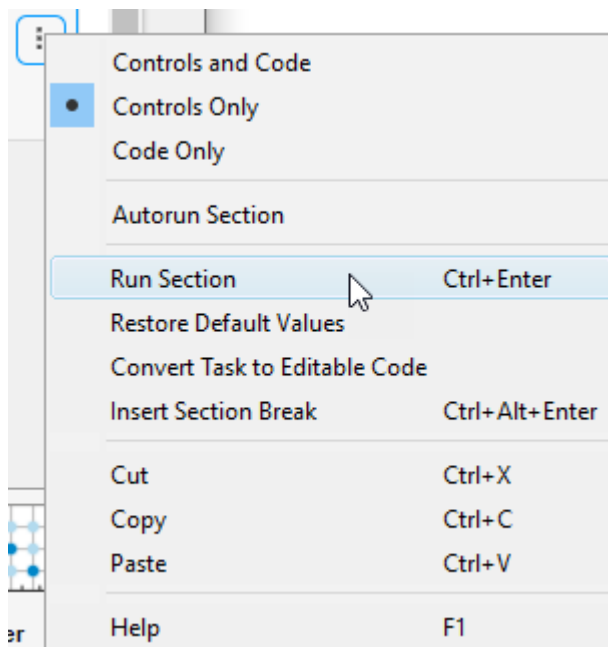 Controls and Code
Controls Only
Code Only
Autorun Section
Run Section Ctrl+Enter
Restore Default Values
Convert Task to Editable Code
Insert Section Break Ctrl+Alt+Enter
Cut Ctrl+X
Copy Ctrl+C
Paste Ctrl+V
er
Help F1